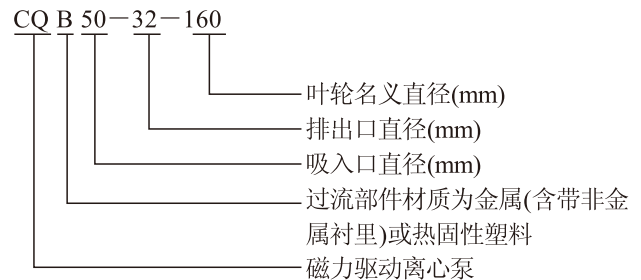 CQ B 50-32-160
叶轮名义直径(mm)
排出口直径(mm)
吸入口直径(mm)
过流部件材质为金属(含带非金
属衬里)或热固性塑料
磁力驱动离心泵